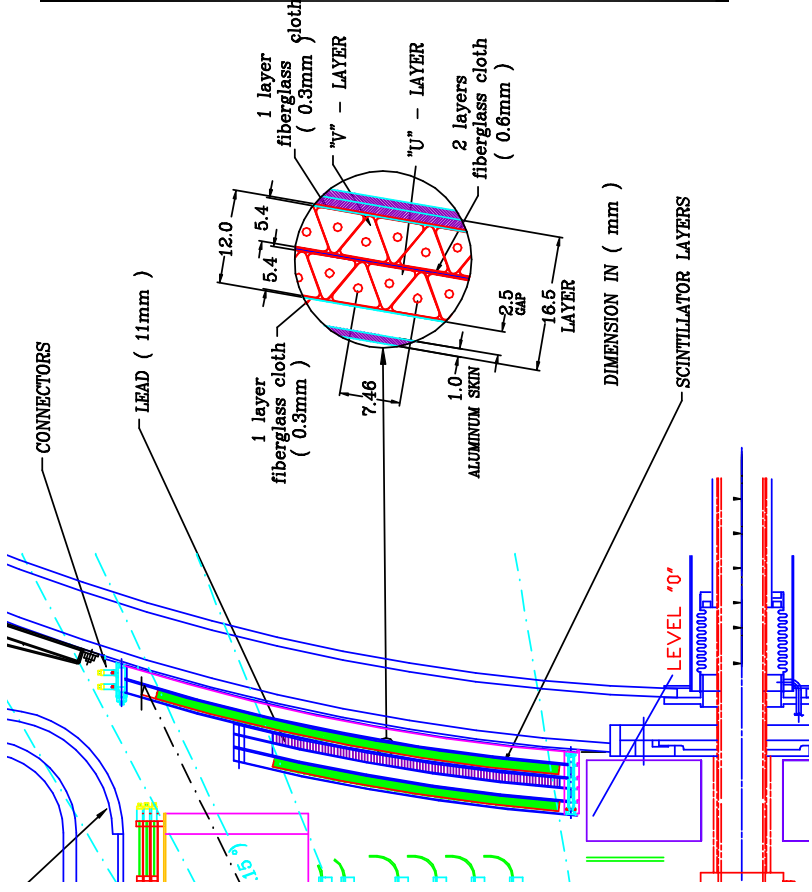 1 layer
fiberglass cloth
( 0.3mm )
"V" - LAYER
"U" - LAYER
2 layers
fiberglass cloth
( 0.6mm )
12.0
5.4
5.4
2.5
GAP
16.5
LAYER
1.0
ALUMINUM SKIN
7.46
1 layer
fiberglass cloth
( 0.3mm )
DIMENSION IN ( mm )
SCINTILLATOR LAYERS
LEAD ( 11mm )
CONNECTORS
LEVEL "0"
.15°)